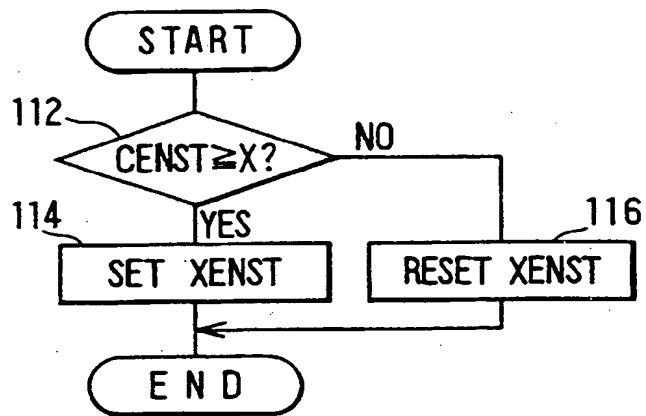 START
112
CENST≧X?
NO
YES
114
SET XENST
116
RESET XENST
END